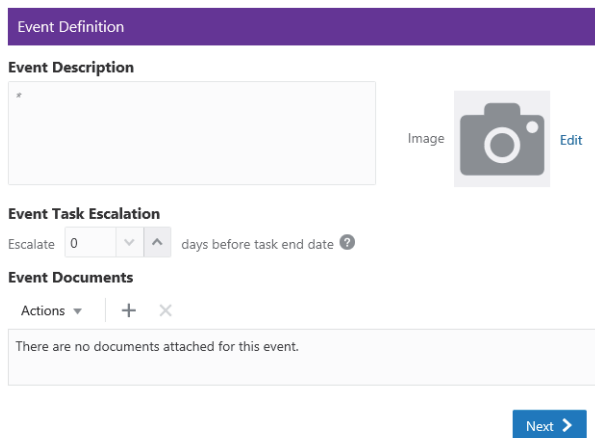 Event Definition
Event Description
*
Image
Edit
Event Task Escalation
Escalate 0 days before task end date ?
Event Documents
Actions
There are no documents attached for this event.
Next